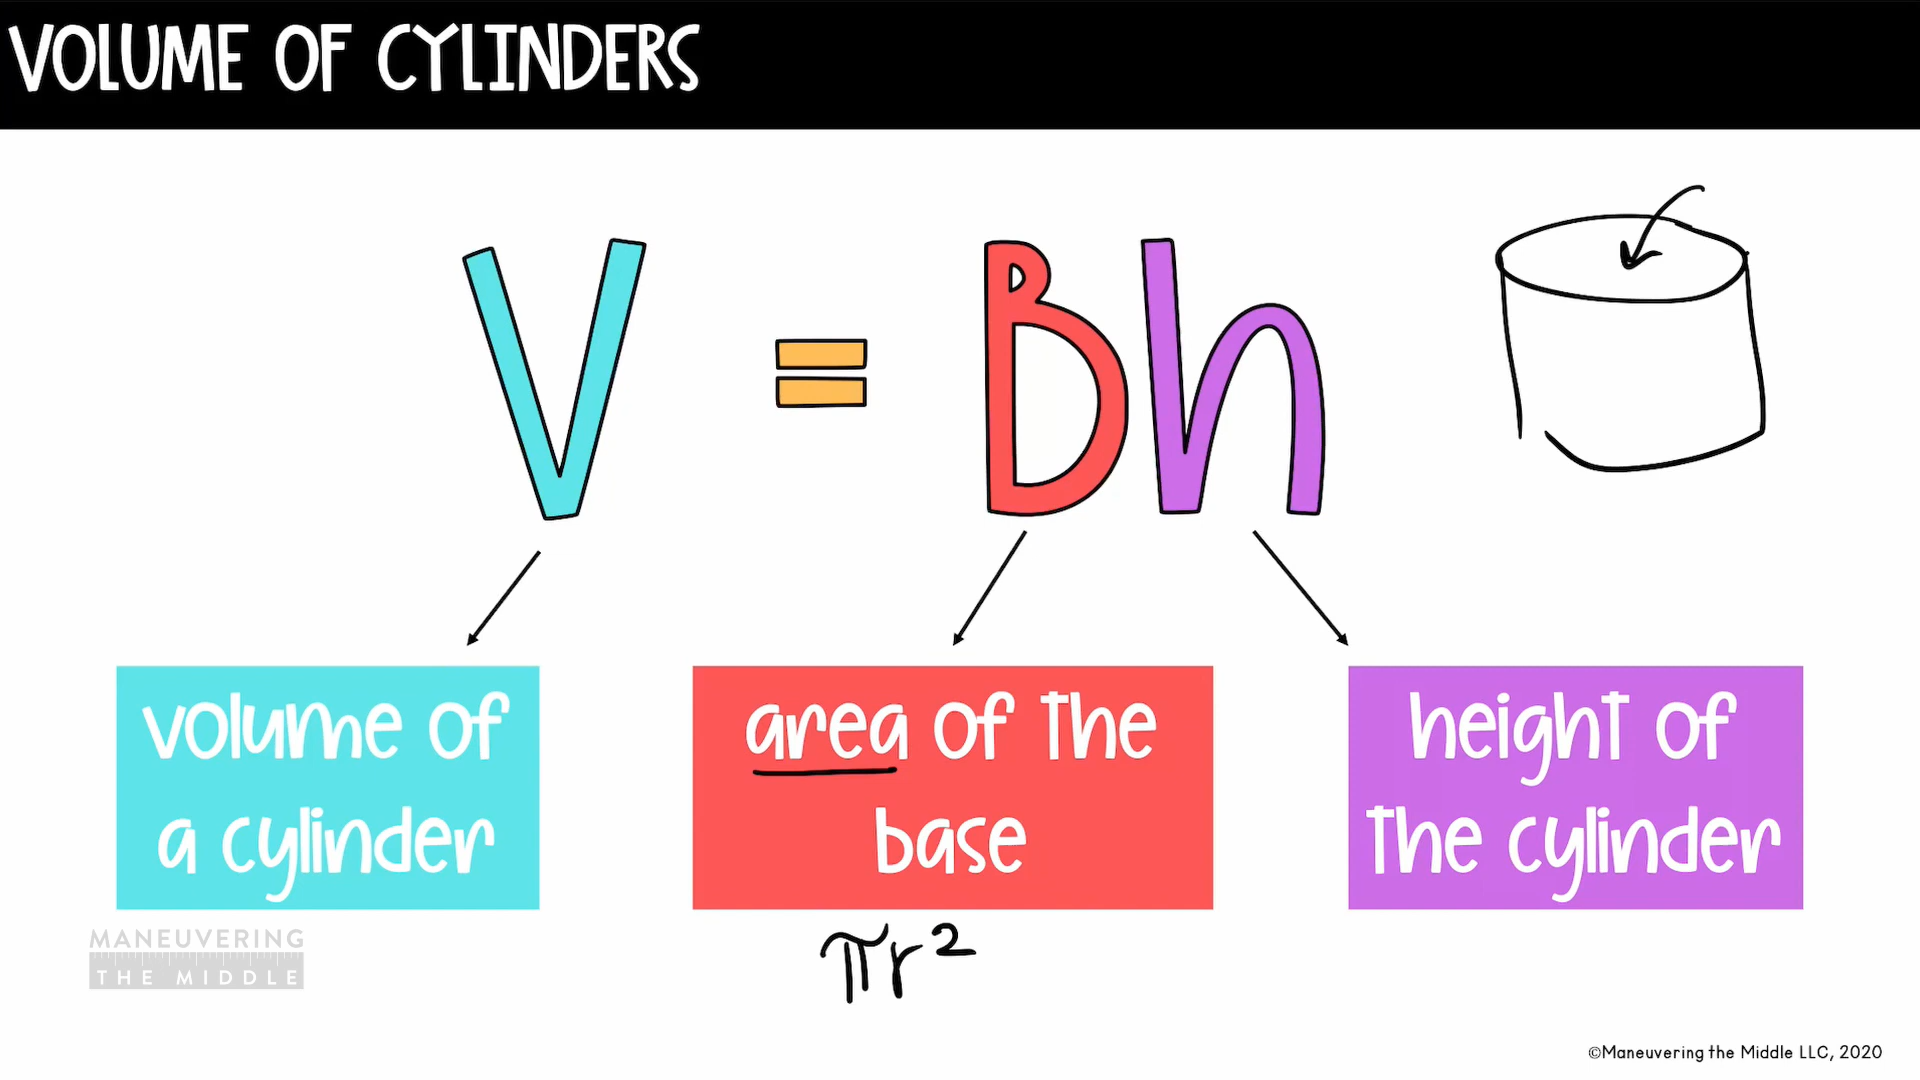 VOLUME OF CYLINDERS
V = Bh
volume of
a cylinder
area of the
base
height of
the cylinder
πr²
MANEUVERING
THE MIDDLE
©Maneuvering the Middle LLC, 2020